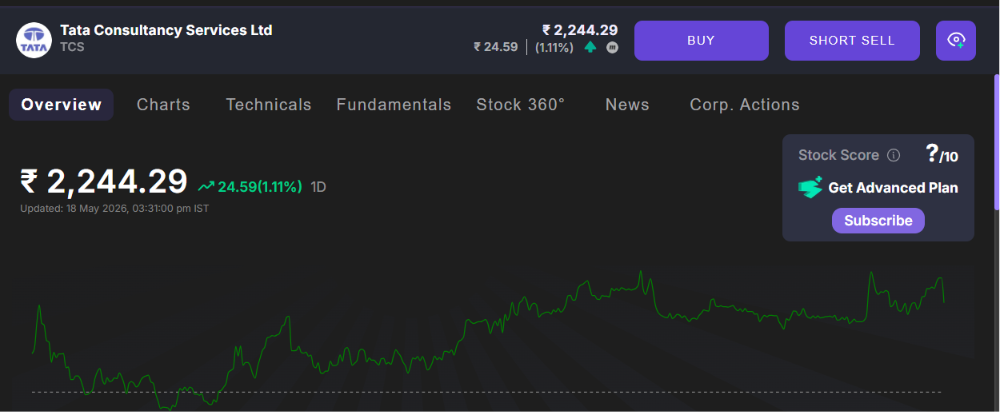 TATA
Tata Consultancy Services Ltd
TCS
₹ 2,244.29
₹ 24.59 | (1.11%)
BUY
SHORT SELL
Overview Charts Technicals Fundamentals Stock 360° News Corp. Actions
₹ 2,244.29 24.59(1.11%) 1D
Updated: 18 May 2026, 03:31:00 pm IST
Stock Score ?/10
Get Advanced Plan
Subscribe